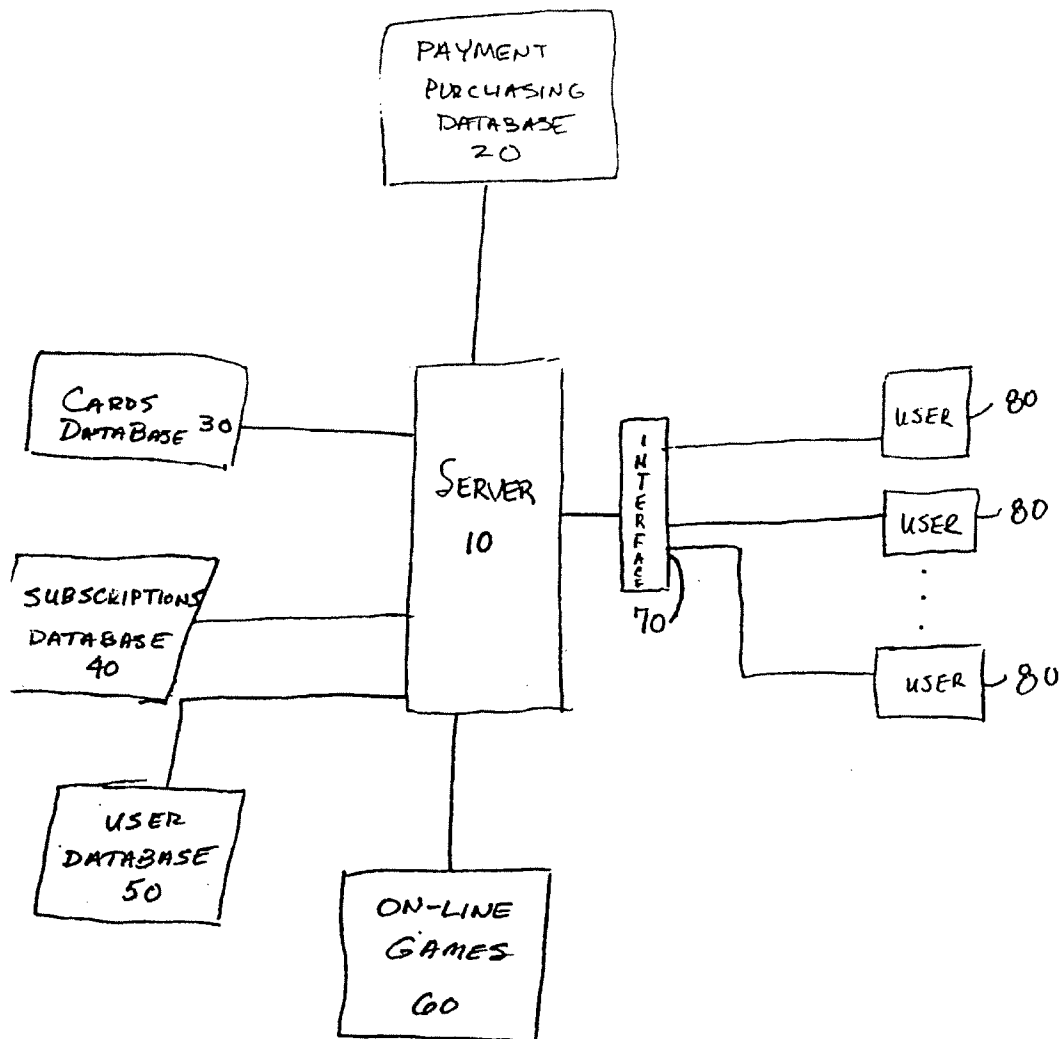 PAYMENT
PURCHASING
DATABASE
20
CARDS
DATABASE 30
SERVER
10
INTERFACE
70
USER 80
USER 80
USER 80
SUBSCRIPTIONS
DATABASE
40
USER
DATABASE
50
ON-LINE
GAMES
60